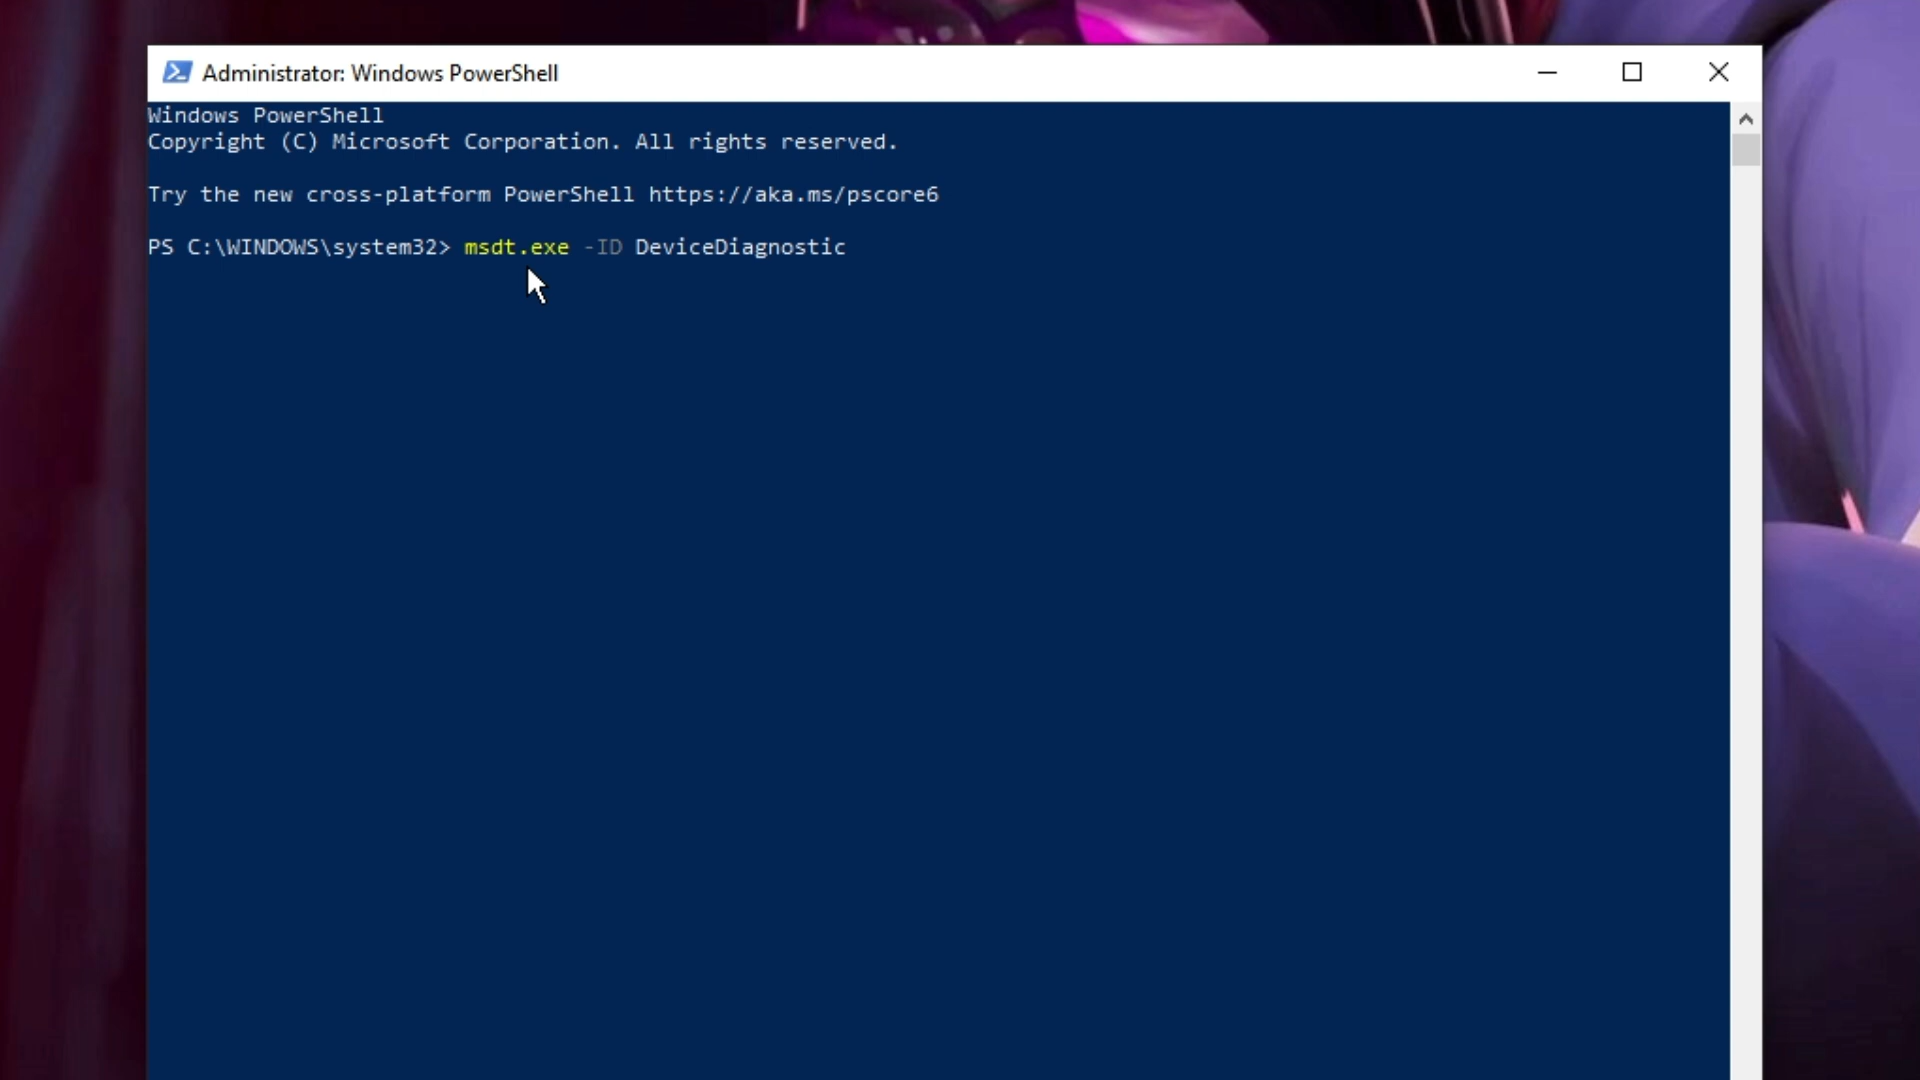 Administrator: Windows PowerShell
Windows PowerShell
Copyright (C) Microsoft Corporation. All rights reserved.
Try the new cross-platform PowerShell https://aka.ms/pscore6
PS C:\WINDOWS\system32> msdt.exe -ID DeviceDiagnostic